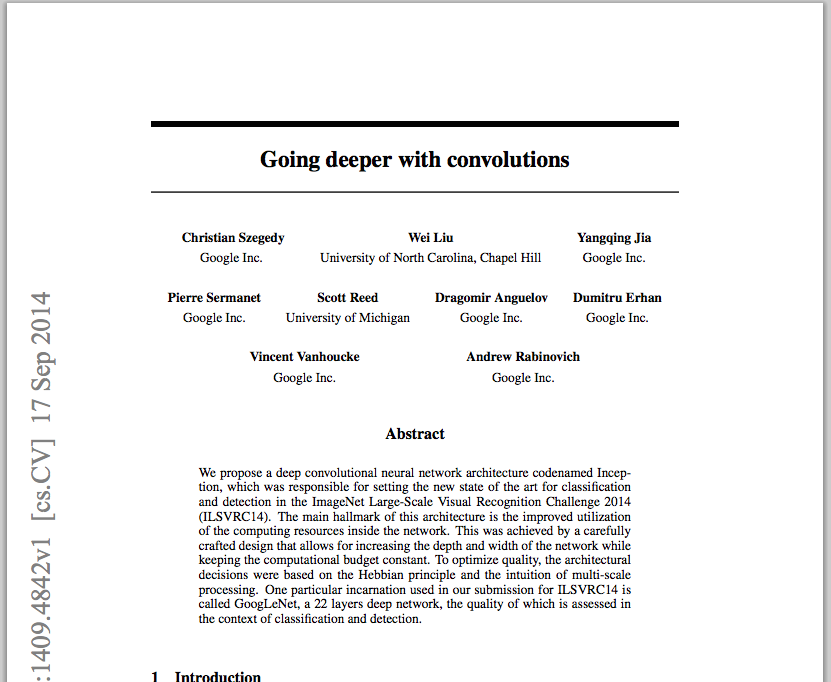 Going deeper with convolutions
Christian Szegedy
Google Inc.
Wei Liu
University of North Carolina, Chapel Hill
Yangqing Jia
Google Inc.
Pierre Sermanet
Google Inc.
Scott Reed
University of Michigan
Dragomir Anguelov
Google Inc.
Dumitru Erhan
Google Inc.
Vincent Vanhoucke
Google Inc.
Andrew Rabinovich
Google Inc.
Abstract
We propose a deep convolutional neural network architecture codenamed Incep-
tion, which was responsible for setting the new state of the art for classification
and detection in the ImageNet Large-Scale Visual Recognition Challenge 2014
(ILSVRC14). The main hallmark of this architecture is the improved utilization
of the computing resources inside the network. This was achieved by a carefully
crafted design that allows for increasing the depth and width of the network while
keeping the computational budget constant. To optimize quality, the architectural
decisions were based on the Hebbian principle and the intuition of multi-scale
processing. One particular incarnation used in our submission for ILSVRC14 is
called GoogLeNet, a 22 layers deep network, the quality of which is assessed in
the context of classification and detection.
1 Introduction
:1409.4842v1 [cs.CV] 17 Sep 2014